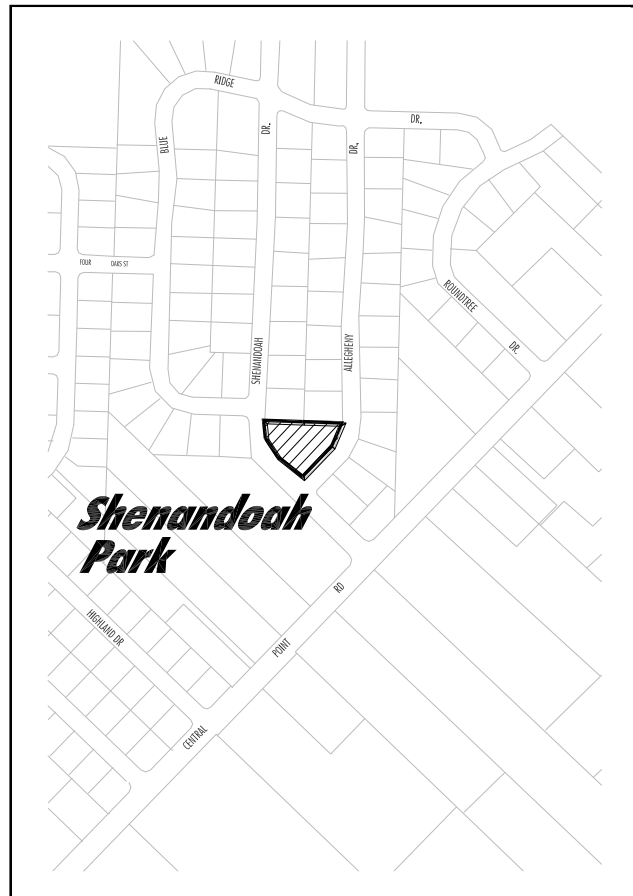 RIDGE
DR.
DR.
BLUE
DR.
FOUR OAKS ST
ROUNDTREE
DR.
SHENANDOAH
ALLEGHENY
Shenandoah
Park
HIGHLAND DR
RD
POINT
CENTRAL